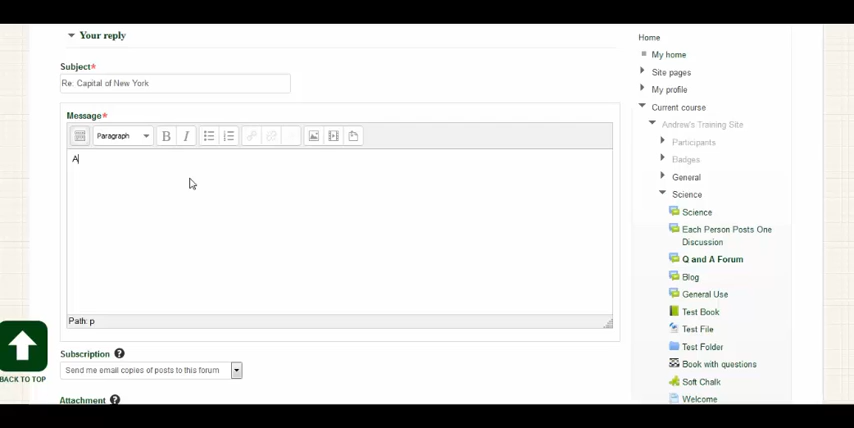 Your reply
Subject*
Re: Capital of New York
Message*
Paragraph
B
I
A
Path: p
Subscription
Send me email copies of posts to this forum
Attachment
BACK TO TOP
Home
My home
Site pages
My profile
Current course
Andrew's Training Site
Participants
Badges
General
Science
Science
Each Person Posts One
Discussion
Q and A Forum
Blog
General Use
Test Book
Test File
Test Folder
Book with questions
Soft Chalk
Welcome